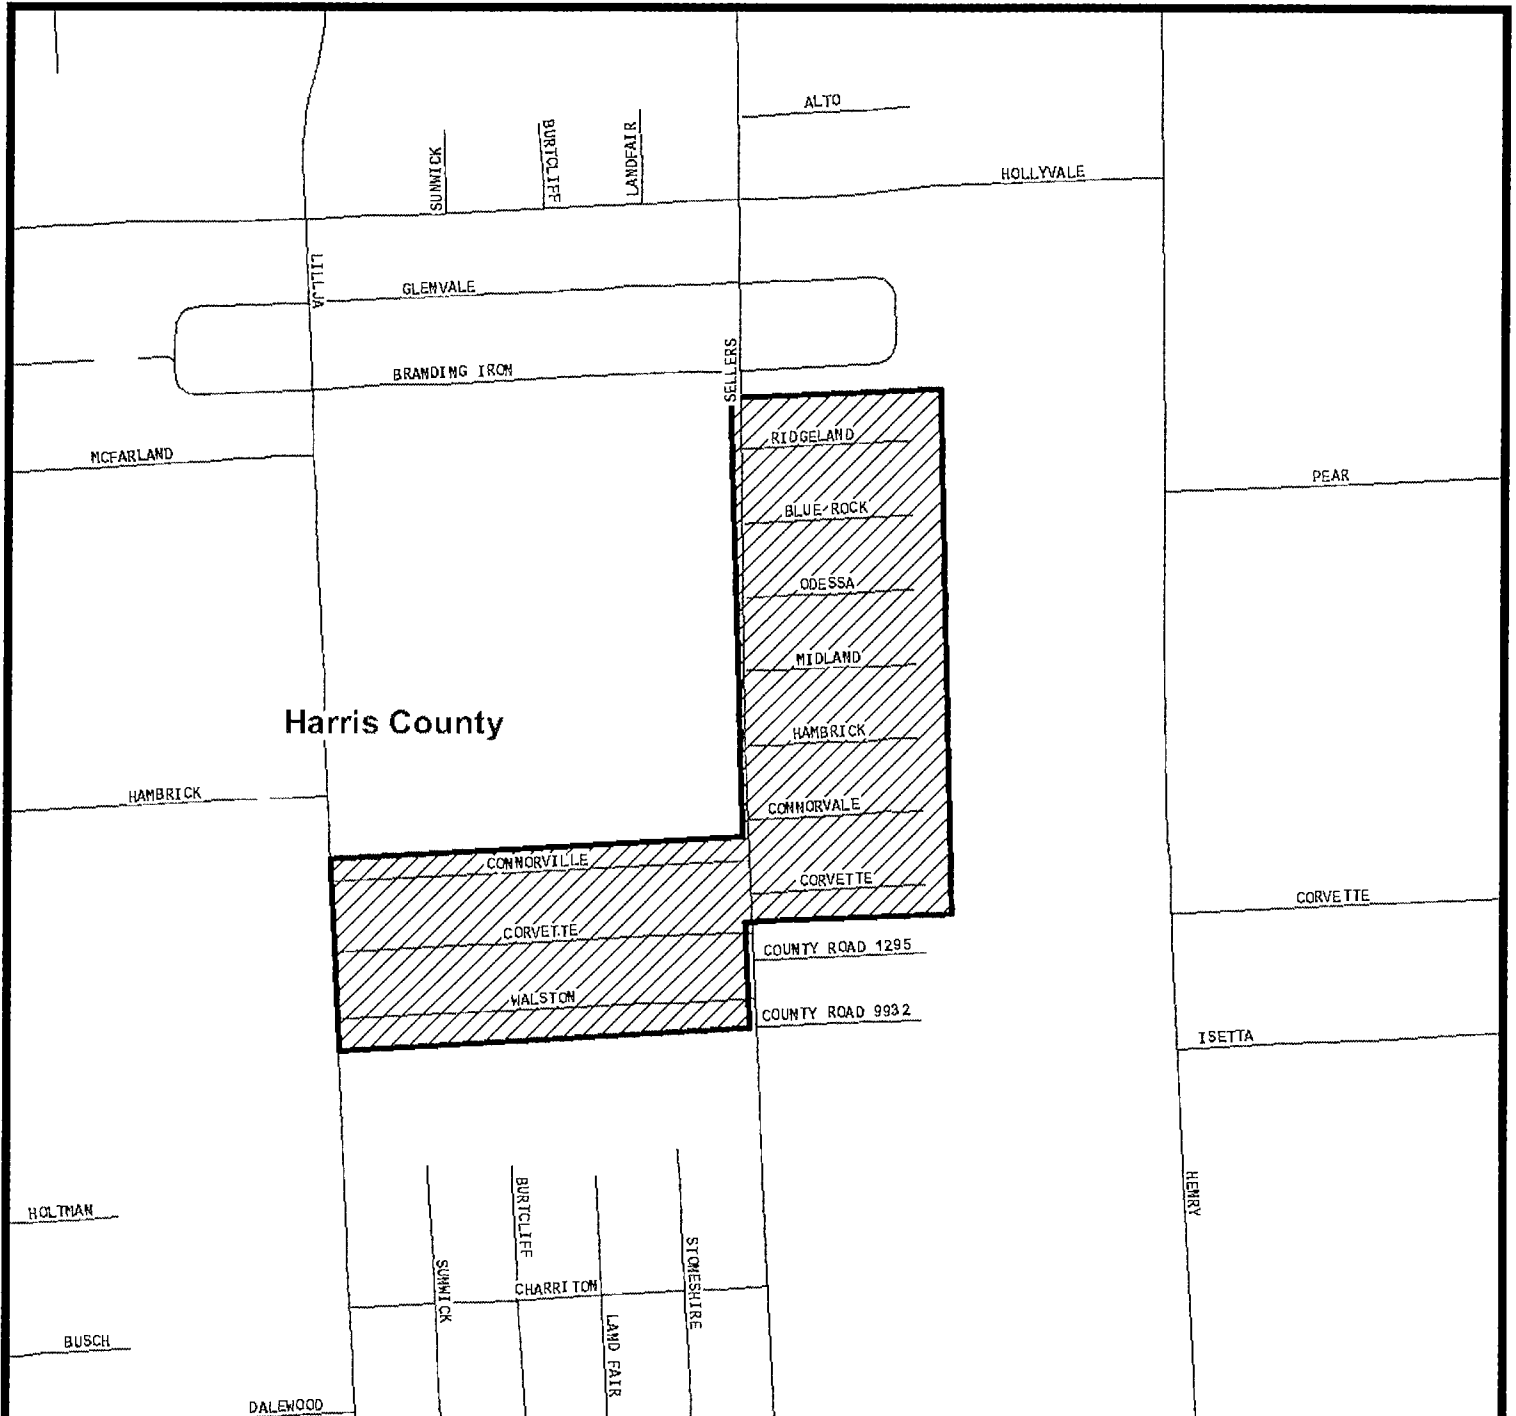 ALTO
SUNWICK
BURTCLIFF
LANDFAIR
HOLLYVALE
LILLJA
GLENVALE
BRANDING IRON
SELLERS
MCFARLAND
RIDGELAND
PEAR
BLUE ROCK
ODESSA
MIDLAND
Harris County
HAMBRICK
HAMBRICK
CONNORVALE
CONNORVILLE
CORVETTE
CORVETTE
CORVETTE
COUNTY ROAD 1295
WALSTON
COUNTY ROAD 9932
ISETTA
HENRY
HOLTMAN
BURTCLIFF
STONESHIRE
SUNWICK
CHARRITON
LAND FAIR
BUSCH
DALEWOOD